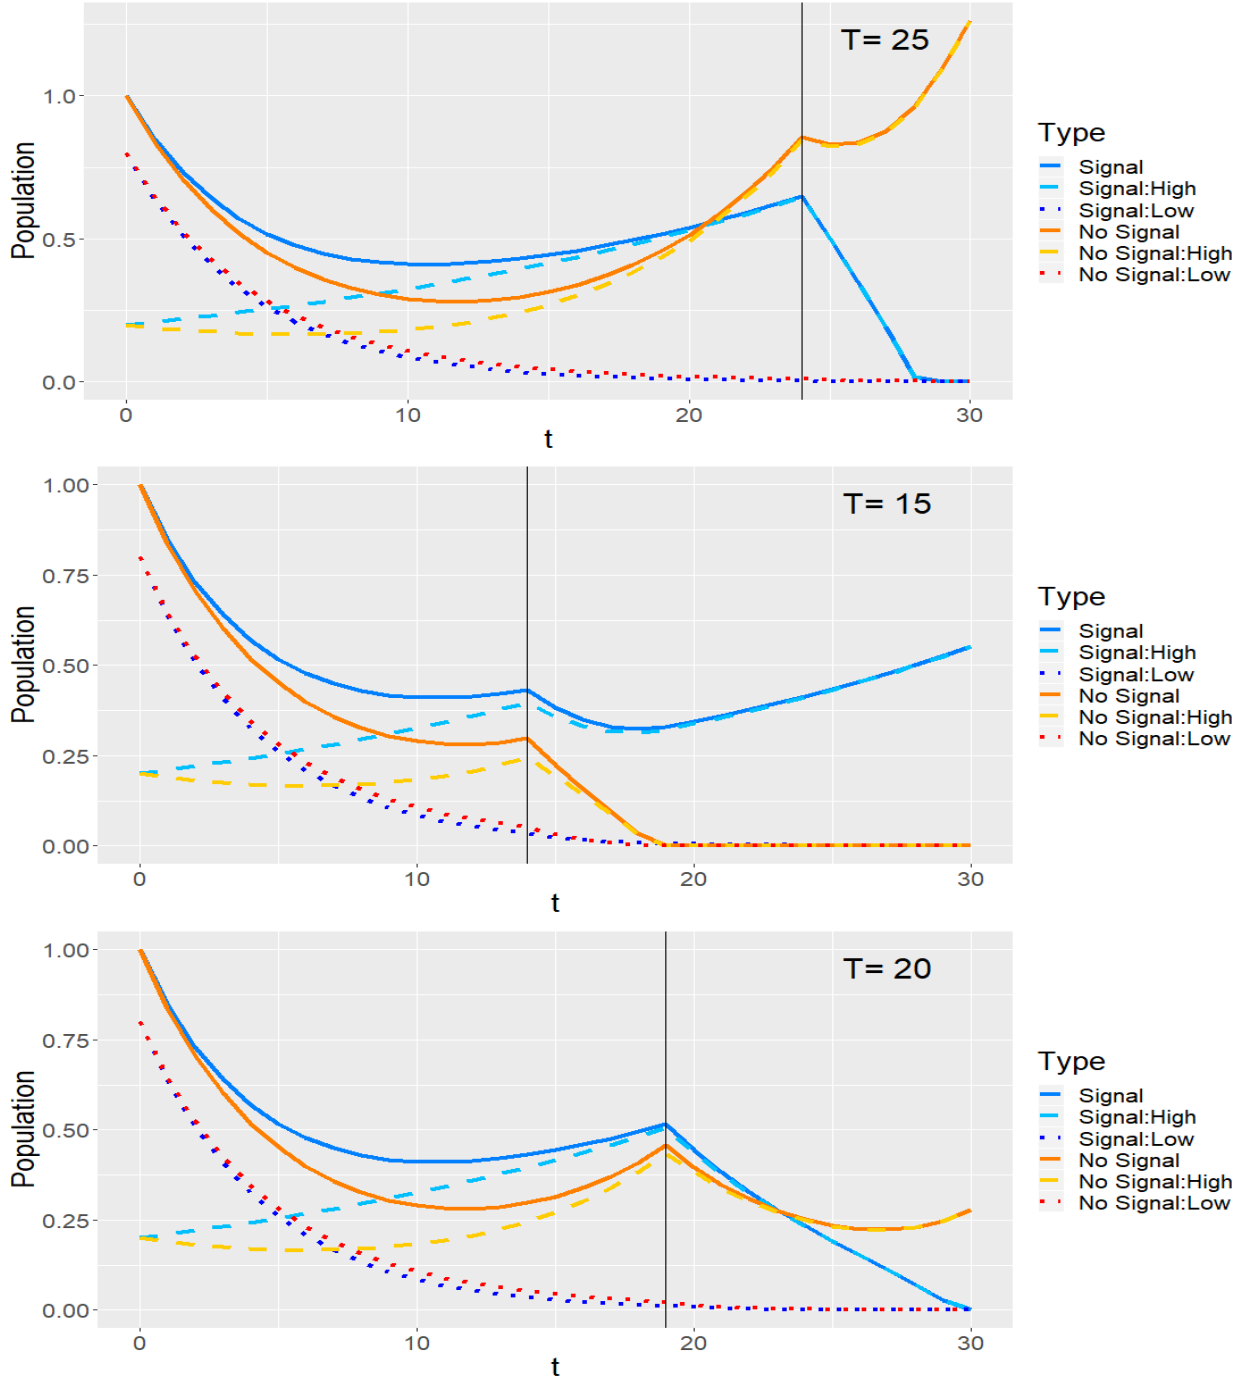 T= 25
Population
1.0
0.5
0.0
0
10
20
30
t
Type
Signal
Signal:High
Signal:Low
No Signal
No Signal:High
No Signal:Low
T= 15
Population
1.00
0.75
0.50
0.25
0.00
0
10
20
30
t
Type
Signal
Signal:High
Signal:Low
No Signal
No Signal:High
No Signal:Low
T= 20
Population
1.00
0.75
0.50
0.25
0.00
0
10
20
30
t
Type
Signal
Signal:High
Signal:Low
No Signal
No Signal:High
No Signal:Low